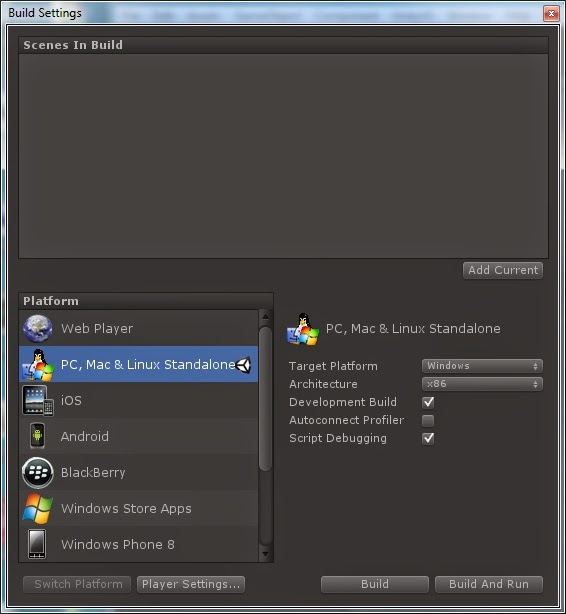 Build Settings
Scenes In Build
Add Current
Platform
Web Player
PC, Mac & Linux Standalone
iOS
Android
BlackBerry
Windows Store Apps
Windows Phone 8
PC, Mac & Linux Standalone
Target Platform Windows
Architecture x86
Development Build
Autoconnect Profiler
Script Debugging
Switch Platform Player Settings... Build Build And Run